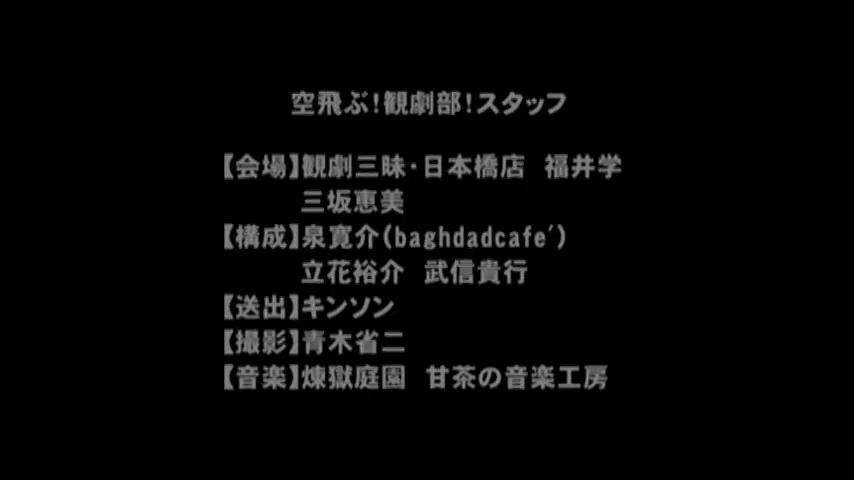 空飛ぶ!観劇部!スタッフ
【会場】観劇三昧・日本橋店　福井学
三坂恵美
【構成】泉寛介(baghdadcafe')
立花裕介　武信貴行
【送出】キンソン
【撮影】青木省二
【音楽】煉獄庭園　甘茶の音楽工房